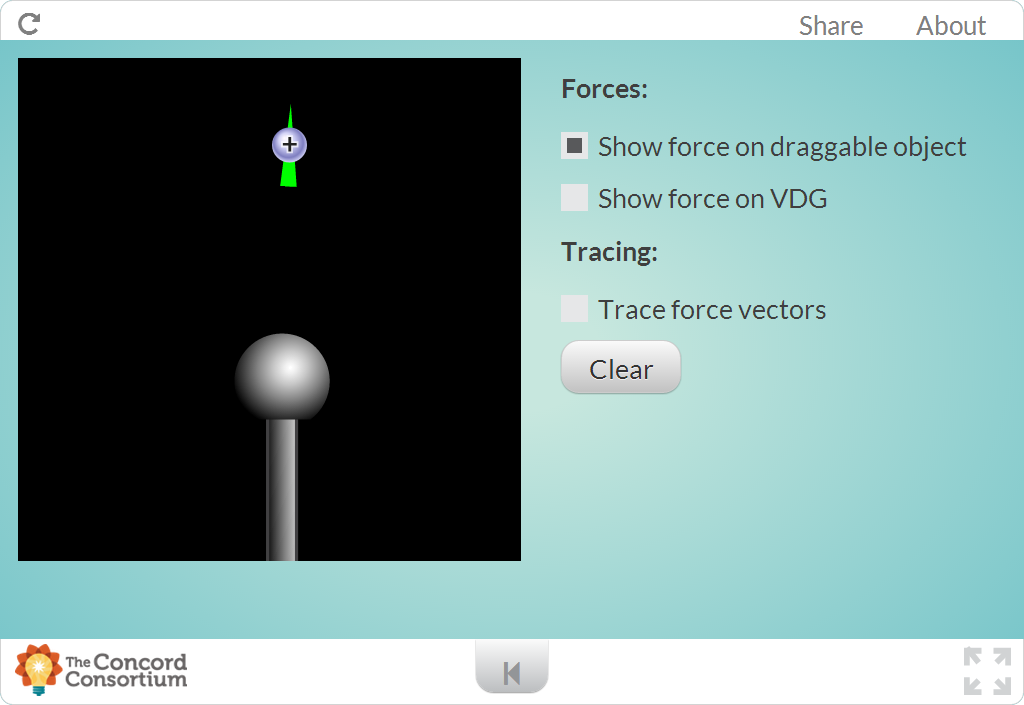 Share About
Forces:
Show force on draggable object
Show force on VDG
Tracing:
Trace force vectors
Clear
The Concord
Consortium